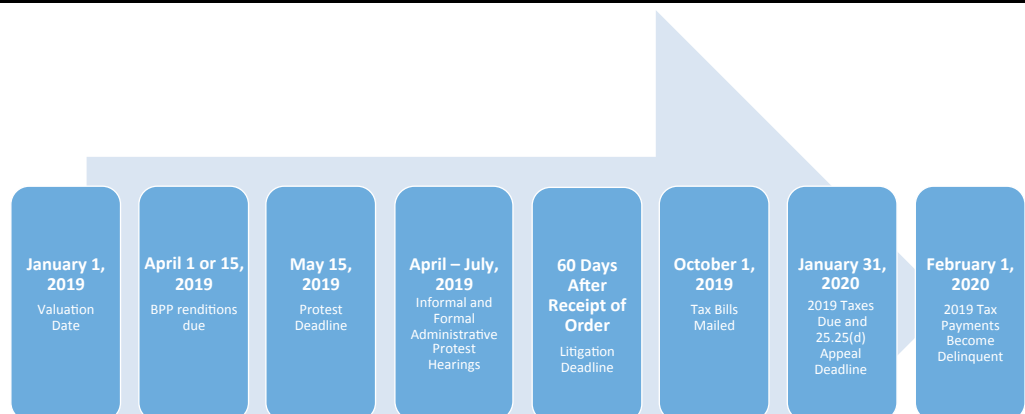 January 1,
2019
Valuation
Date
April 1 or 15,
2019
BPP renditions
due
May 15,
2019
Protest
Deadline
April – July,
2019
Informal and
Formal
Administrative
Protest
Hearings
60 Days
After
Receipt of
Order
Litigation
Deadline
October 1,
2019
Tax Bills
Mailed
January 31,
2020
2019 Taxes
Due and
25.25(d)
Appeal
Deadline
February 1,
2020
2019 Tax
Payments
Become
Delinquent